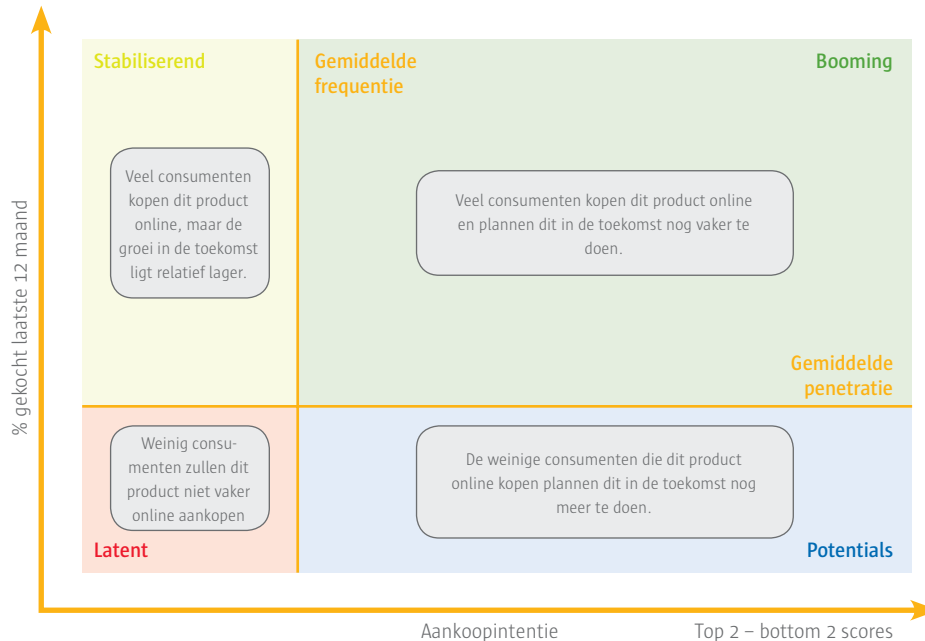 Stabiliserend
Gemiddelde
frequentie
Booming
Veel consumenten
kopen dit product
online, maar de
groei in de toekomst
ligt relatief lager.
Veel consumenten kopen dit product online
en plannen dit in de toekomst nog vaker te
doen.
Gemiddelde
penetratie
% gekocht laatste 12 maand
Weinig consu-
menten zullen dit
product niet vaker
online aankopen
De weinige consumenten die dit product
online kopen plannen dit in de toekomst nog
meer te doen.
Latent
Potentials
Aankoopintentie
Top 2 – bottom 2 scores